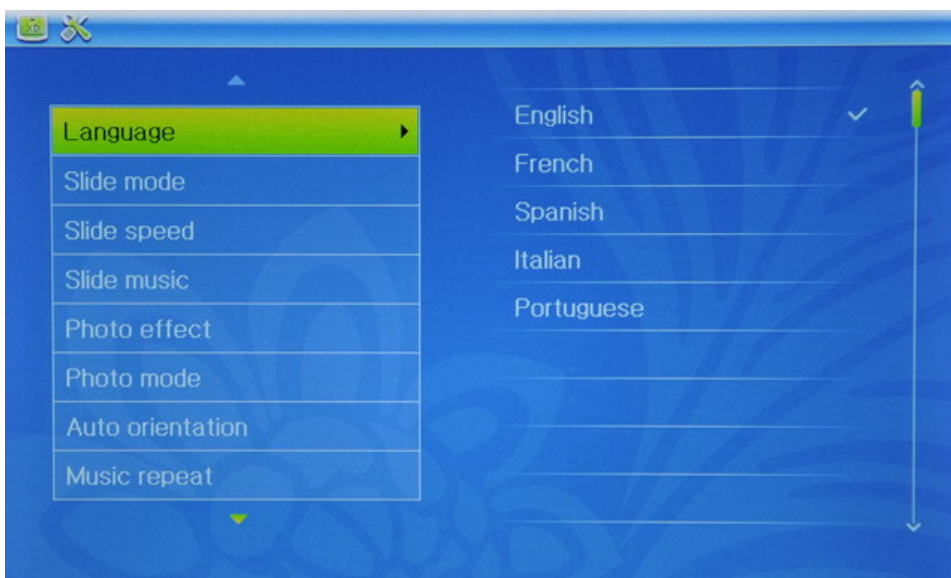 XD
Language
Slide mode
Slide speed
Slide music
Photo effect
Photo mode
Auto orientation
Music repeat
English
French
Spanish
Italian
Portuguese